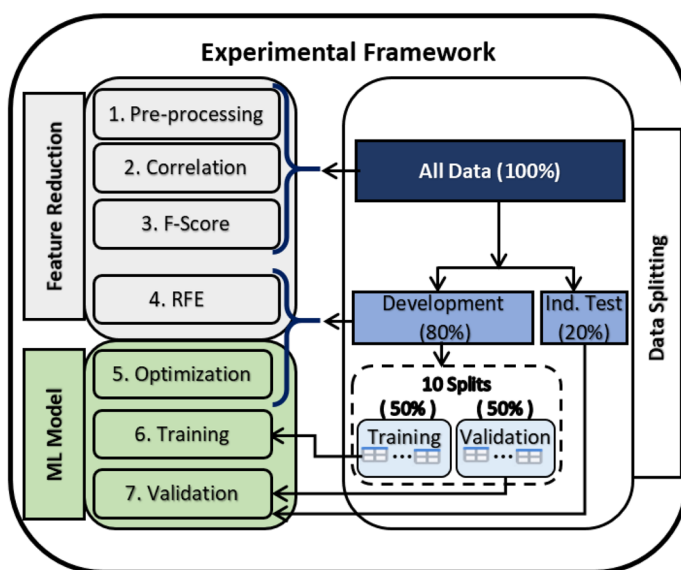 Experimental Framework
Feature Reduction
1. Pre-processing
2. Correlation
3. F-Score
4. RFE
ML Model
5. Optimization
6. Training
7. Validation
All Data (100%)
Development
(80%)
Ind. Test
(20%)
10 Splits
(50%) (50%)
Training
...
Validation
...
Data Splitting